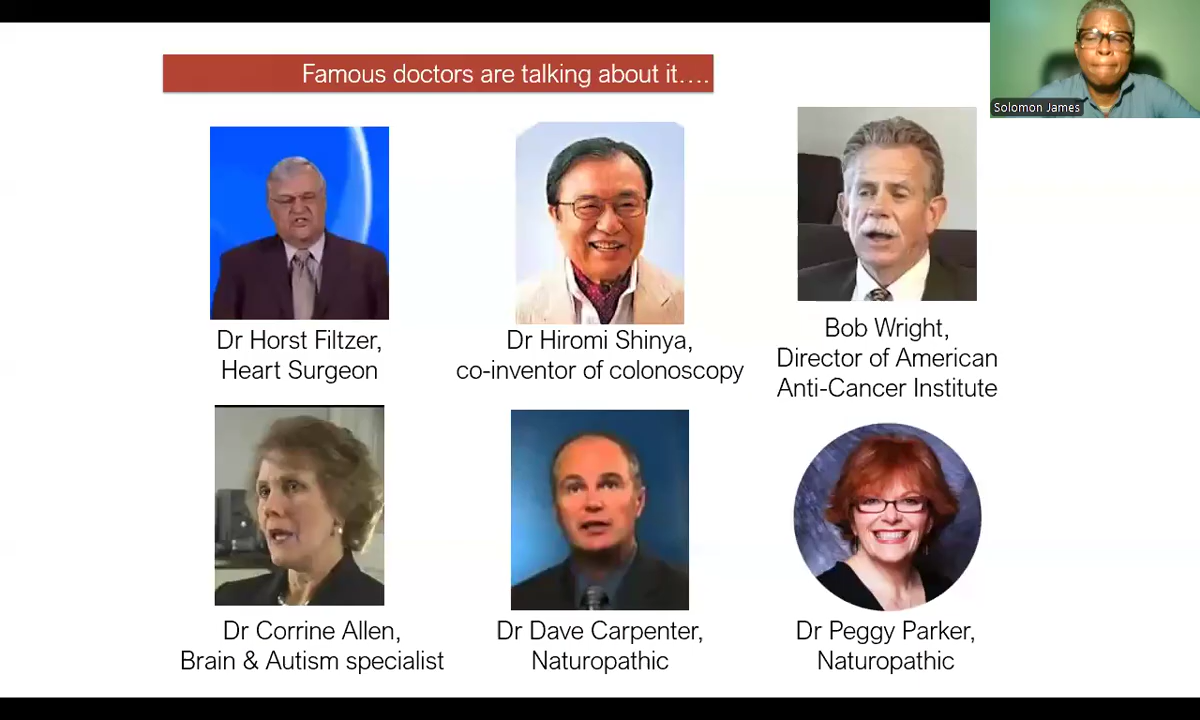 Famous doctors are talking about it....
Solomon James
Dr Horst Filtzer,
Heart Surgeon
Dr Hiromi Shinya,
co-inventor of colonoscopy
Bob Wright,
Director of American
Anti-Cancer Institute
Dr Corrine Allen,
Brain & Autism specialist
Dr Dave Carpenter,
Naturopathic
Dr Peggy Parker,
Naturopathic